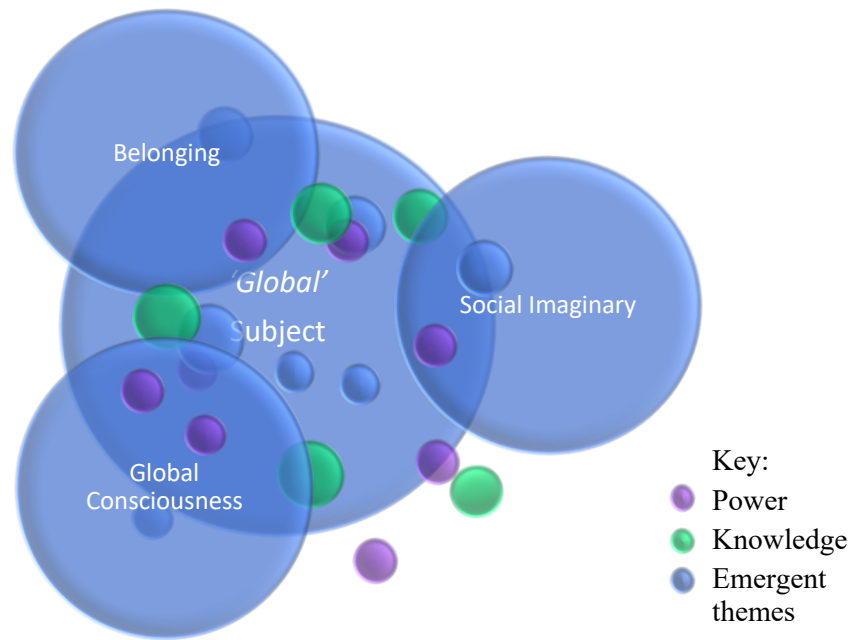 Belonging
‘Global’
Subject
Social Imaginary
Global
Consciousness
Key:
Power
Knowledge
Emergent
themes